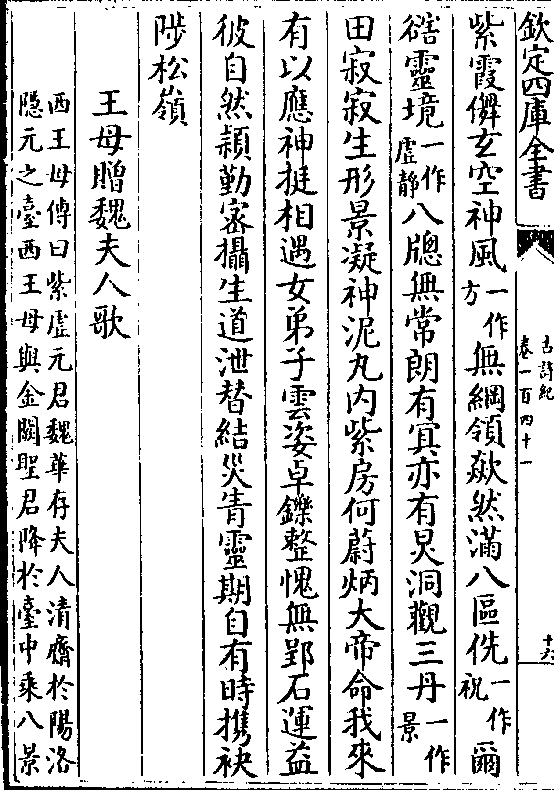 欽定四庫全書
古詩紀
卷一百四十一
十六
紫霞儛玄空神風一作方無綱領欻然滿八區侊一作祝爾
豁靈境一作虛靜八牕無常朗有冥亦有炅洞觀三丹一作景
田寂寂生形景凝神泥丸內紫房何蔚炳大帝命我來
有以應神挺相遇女弟子雲姿卓鑠整愧無郢石運益
彼自然穎勤密攝生道泄替結災眚靈期自有時携袂
陟松嶺
王母贈魏夫人歌
西王母傳曰紫虛元君魏華存夫人清齋於陽洛
隱元之臺西王母與金闕聖君降於臺中乘八景